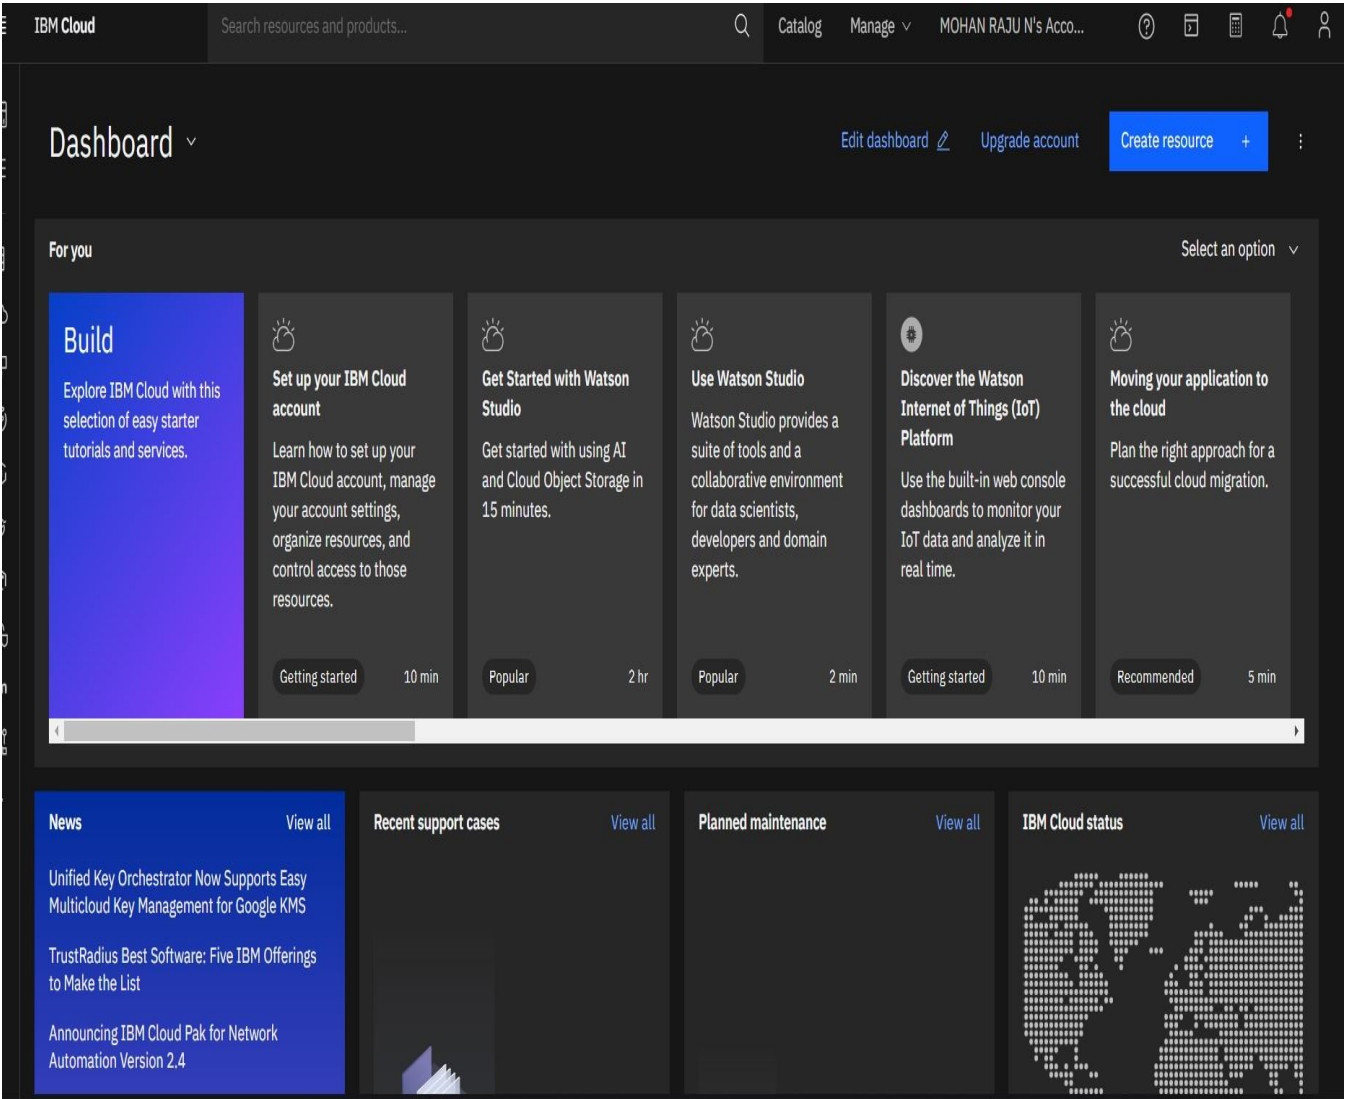 IBM Cloud
Search resources and products...
Catalog
Manage
MOHAN RAJU N's Acco...
Dashboard
Edit dashboard
Upgrade account
Create resource +
For you
Select an option
Build
Explore IBM Cloud with this
selection of easy starter
tutorials and services.
Set up your IBM Cloud
account
Learn how to set up your
IBM Cloud account, manage
your account settings,
organize resources, and
control access to those
resources.
Getting started
10 min
Get Started with Watson
Studio
Get started with using AI
and Cloud Object Storage in
15 minutes.
Popular
2 hr
Use Watson Studio
Watson Studio provides a
suite of tools and a
collaborative environment
for data scientists,
developers and domain
experts.
Popular
2 min
Discover the Watson
Internet of Things (IoT)
Platform
Use the built-in web console
dashboards to monitor your
IoT data and analyze it in
real time.
Getting started
10 min
Moving your application to
the cloud
Plan the right approach for a
successful cloud migration.
Recommended
5 min
News
View all
Unified Key Orchestrator Now Supports Easy
Multicloud Key Management for Google KMS
TrustRadius Best Software: Five IBM Offerings
to Make the List
Announcing IBM Cloud Pak for Network
Automation Version 2.4
Recent support cases
View all
Planned maintenance
View all
IBM Cloud status
View all